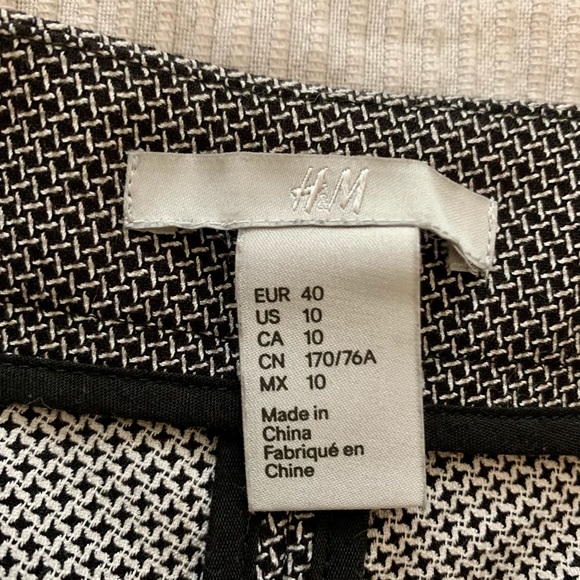 H&M
EUR 40
US 10
CA 10
CN 170/76A
MX 10
Made in
China
Fabriqué en
Chine